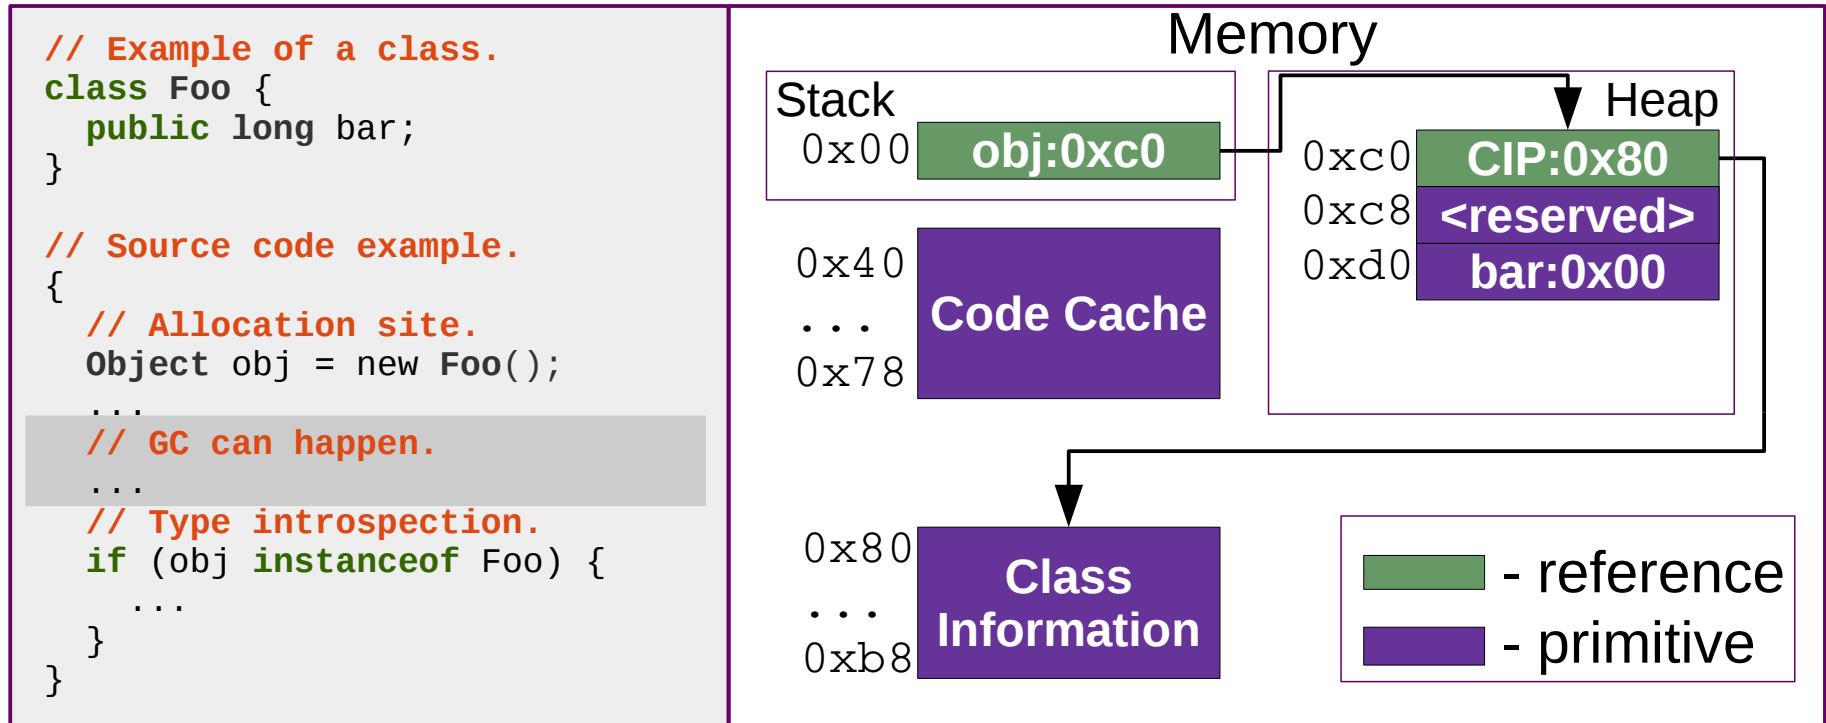 // Example of a class.
class Foo {
  public long bar;
}
// Source code example.
{
  // Allocation site.
  Object obj = new Foo();
  ...
  // GC can happen.
  ...
  // Type introspection.
  if (obj instanceof Foo) {
    ...
  }
}
Memory
Stack
0x00 obj:0xc0
Heap
0xc0 CIP:0x80
0xc8 <reserved>
0xd0 bar:0x00
0x40
...
0x78
Code Cache
0x80
...
0xb8
Class
Information
- reference
- primitive